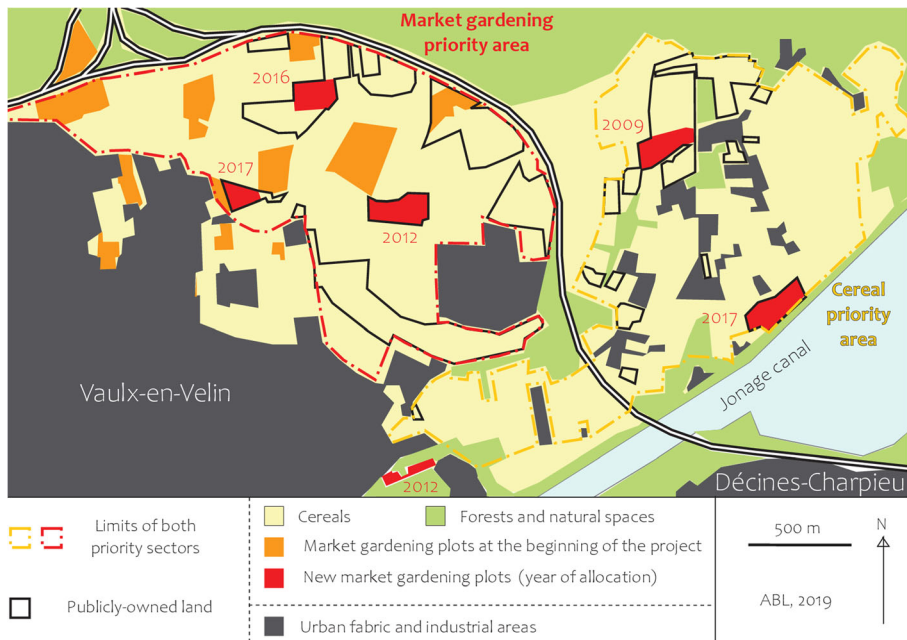 Market gardening
priority area
2016
2009
2017
2012
2017
Cereal
priority
area
Jonage canal
Vaulx-en-Velin
2012
Décines-Charpieu
Limits of both
priority sectors
Publicly-owned land
Cereals
Forests and natural spaces
Market gardening plots at the beginning of the project
New market gardening plots (year of allocation)
Urban fabric and industrial areas
500 m
N
ABL, 2019